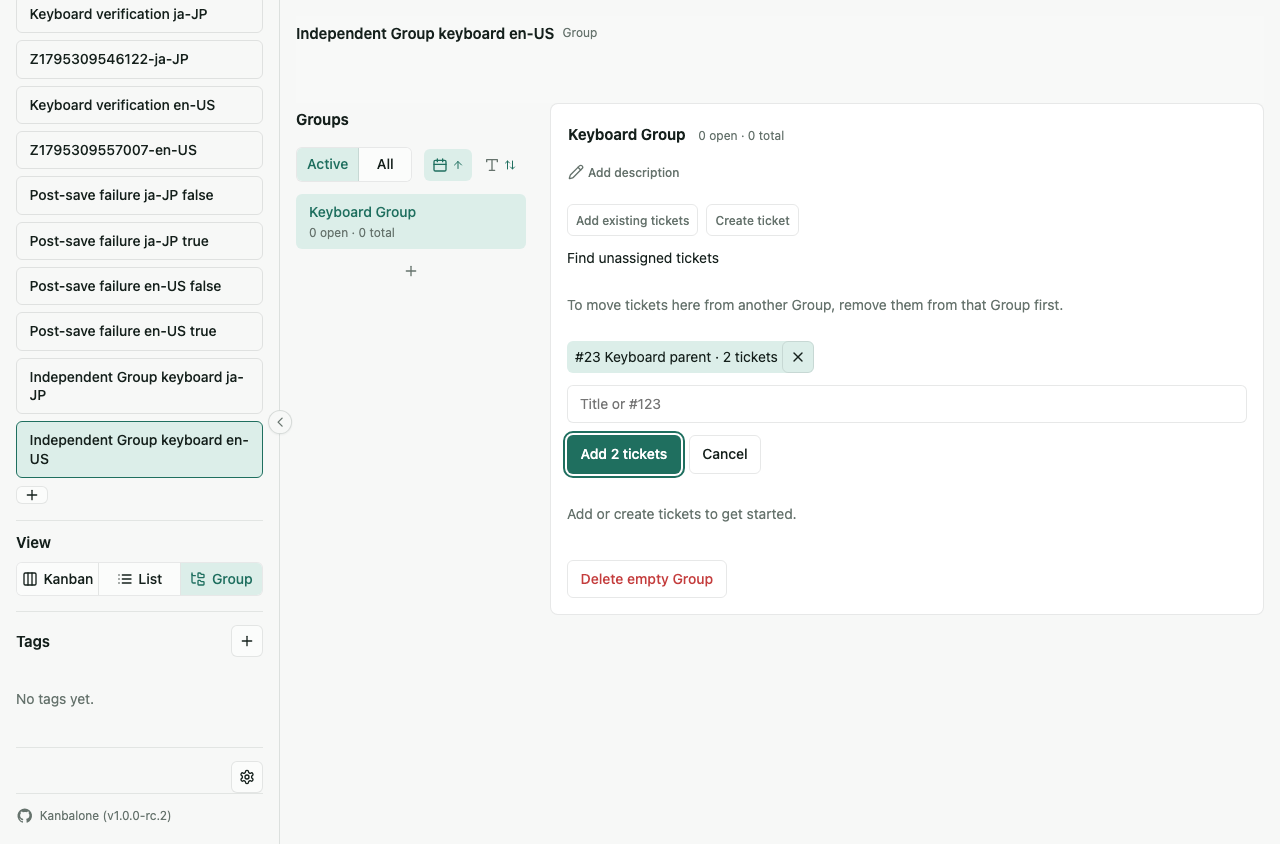 Keyboard verification ja-JP
Z1795309546122-ja-JP
Keyboard verification en-US
Z1795309557007-en-US
Post-save failure ja-JP false
Post-save failure ja-JP true
Post-save failure en-US false
Post-save failure en-US true
Independent Group keyboard ja-
JP
Independent Group keyboard en-
US
View
Kanban
List
Group
Tags
No tags yet.
Kanbalone (v1.0.0-rc.2)
Independent Group keyboard en-US Group
Groups
Active
All
Keyboard Group
0 open · 0 total
Keyboard Group 0 open · 0 total
Add description
Add existing tickets
Create ticket
Find unassigned tickets
To move tickets here from another Group, remove them from that Group first.
#23 Keyboard parent · 2 tickets
Title or #123
Add 2 tickets
Cancel
Add or create tickets to get started.
Delete empty Group